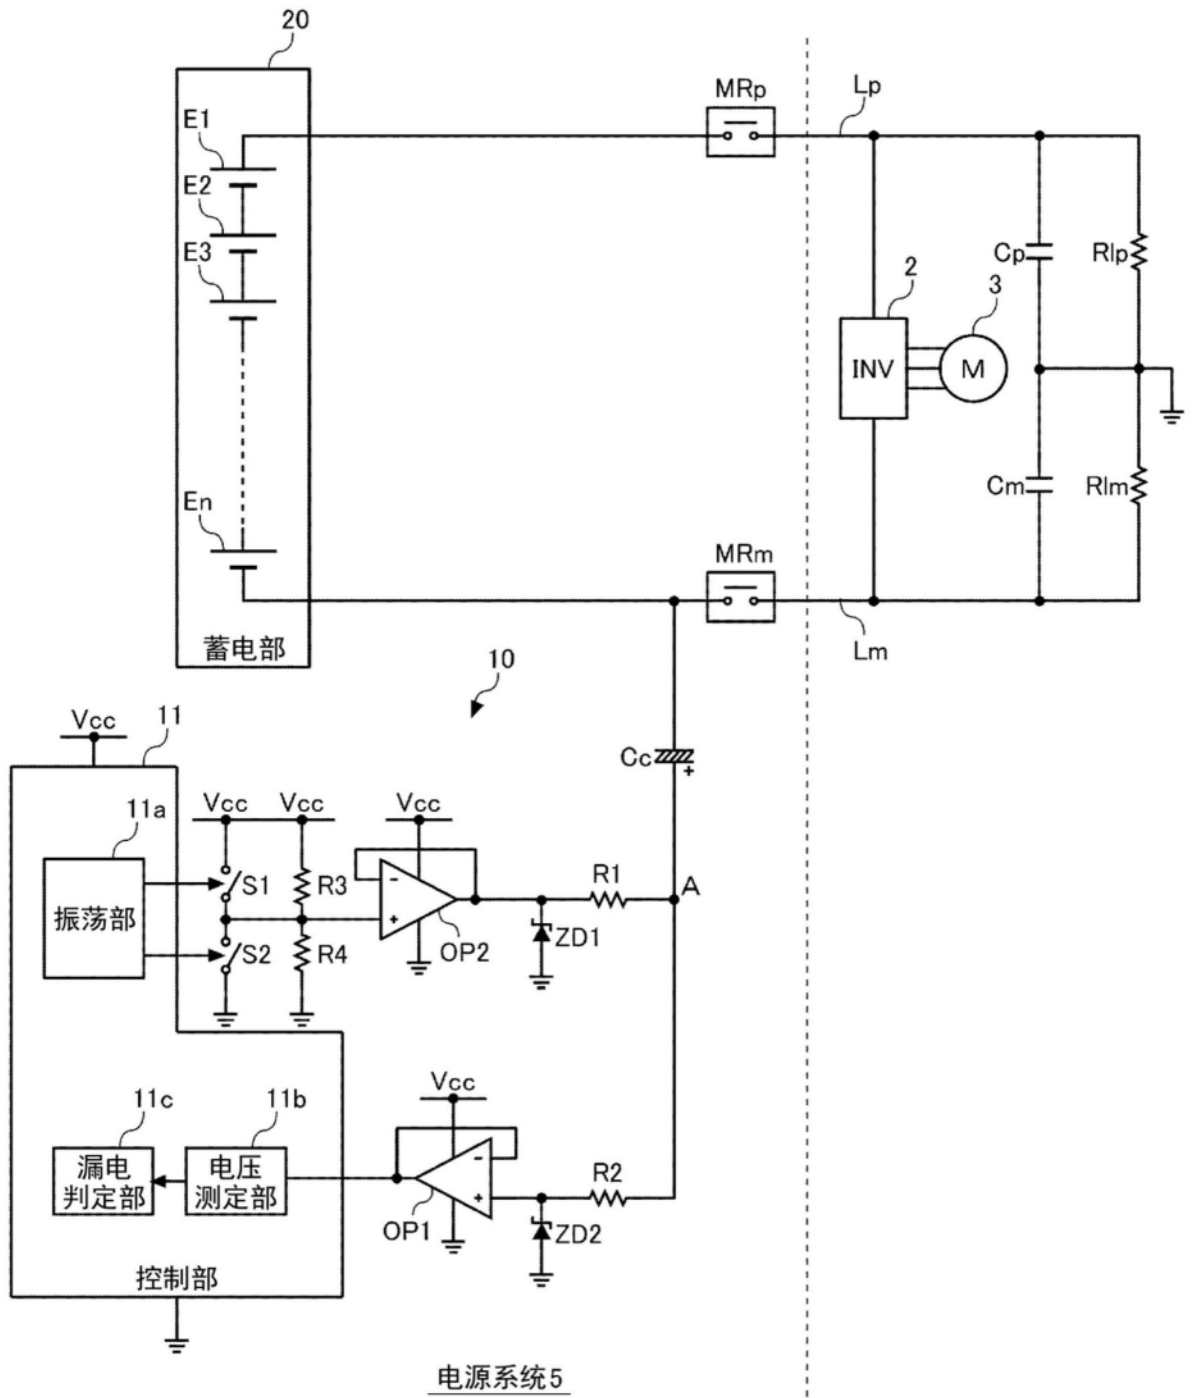 20
MRp
Lp
E1
E2
E3
Cp
Rlp
2
3
INV
M
Cm
Rlm
En
MRm
蓄电部
Lm
10
Vcc
11
Cc
+
11a
Vcc
Vcc
Vcc
振荡部
S1
R3
-
+
OP2
R1
A
S2
R4
ZD1
Vcc
11c
11b
漏电
判定部
电压
测定部
-
+
OP1
R2
ZD2
控制部
电源系统5